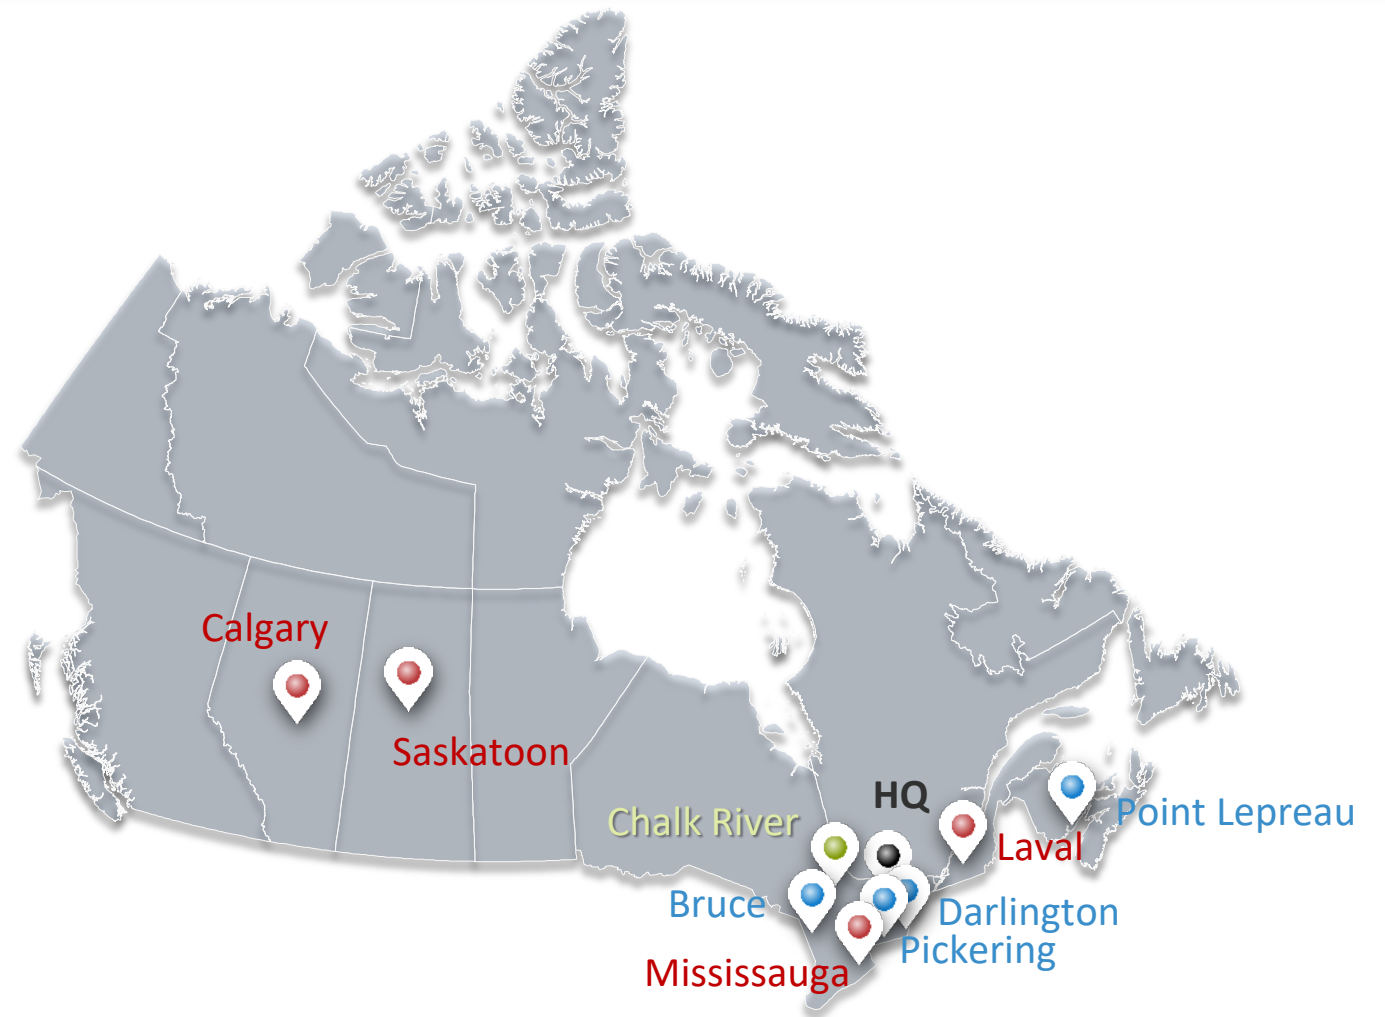 Calgary
Saskatoon
HQ
Chalk River
Point Lepreau
Laval
Bruce
Darlington
Pickering
Mississauga